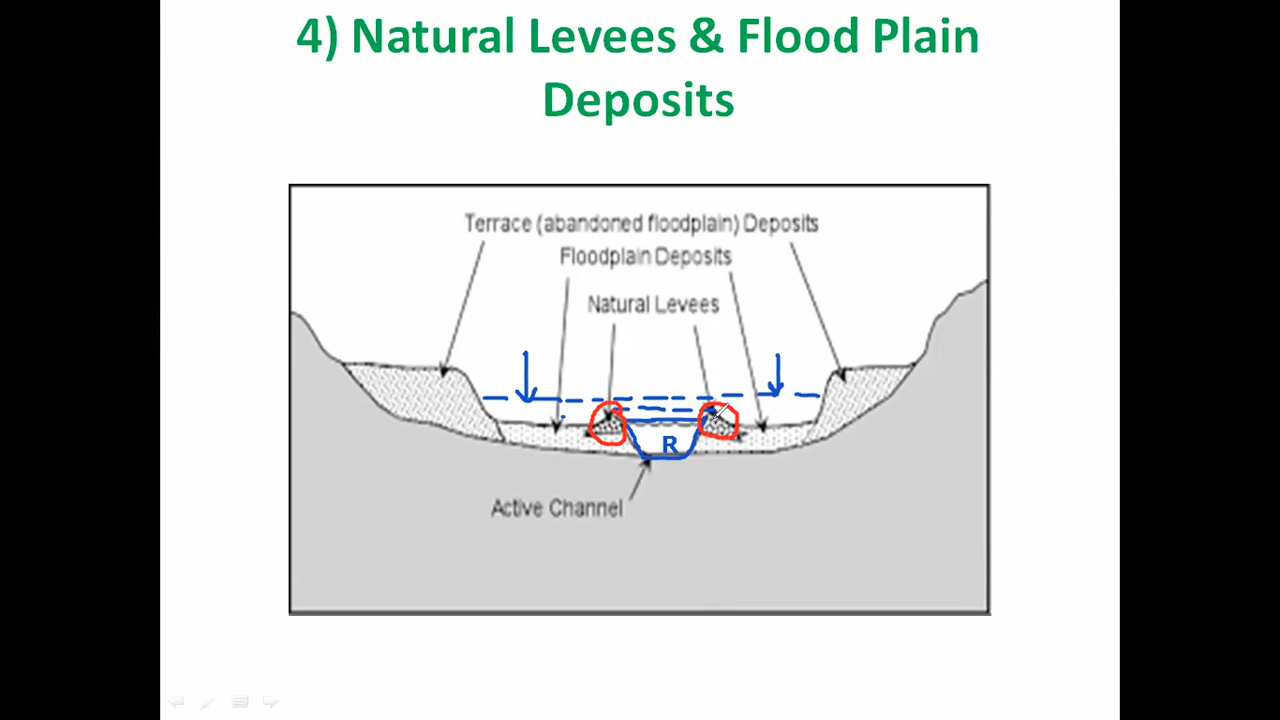 4) Natural Levees & Flood Plain
Deposits
Terrace (abandoned floodplain) Deposits
Floodplain Deposits
Natural Levees
R
Active Channel